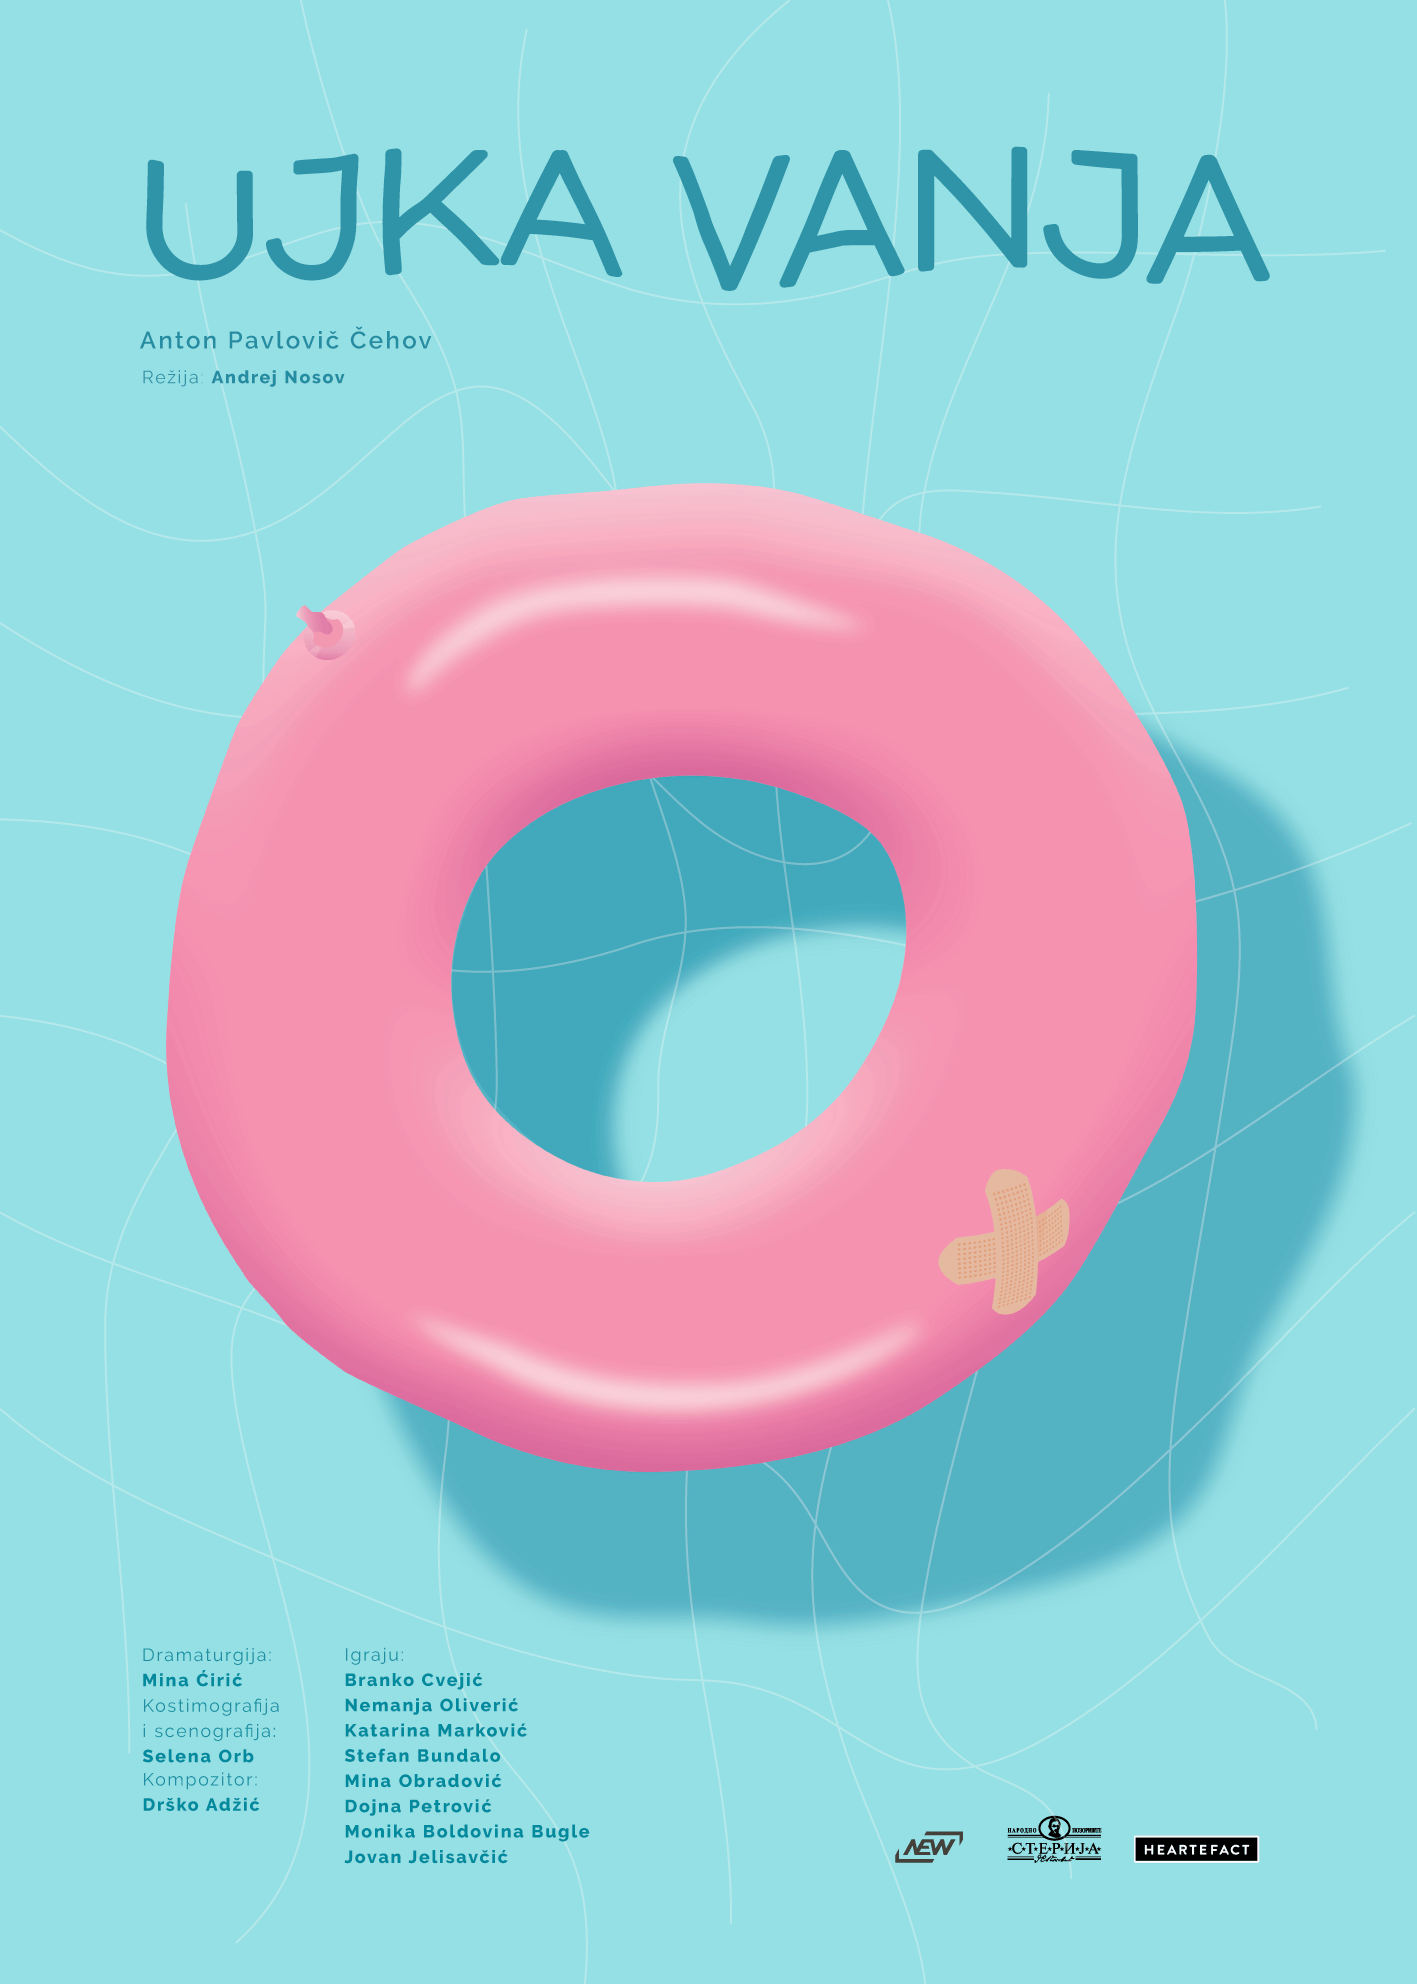 UJKA VANJA
Anton Pavlovič Čehov
Režija: Andrej Nosov
Dramaturgija:
Mina Ćirić
Kostimografija
i scenografija:
Selena Orb
Kompozitor:
Drško Adžić
Igraju:
Branko Cvejić
Nemanja Oliverić
Katarina Marković
Stefan Bundalo
Mina Obradović
Dojna Petrović
Monika Boldovina Bugle
Jovan Jelisavčić
NEW
НАРОДНО ПОЗОРИШТЕ
СТЕРИЈА
HEARTEFACT